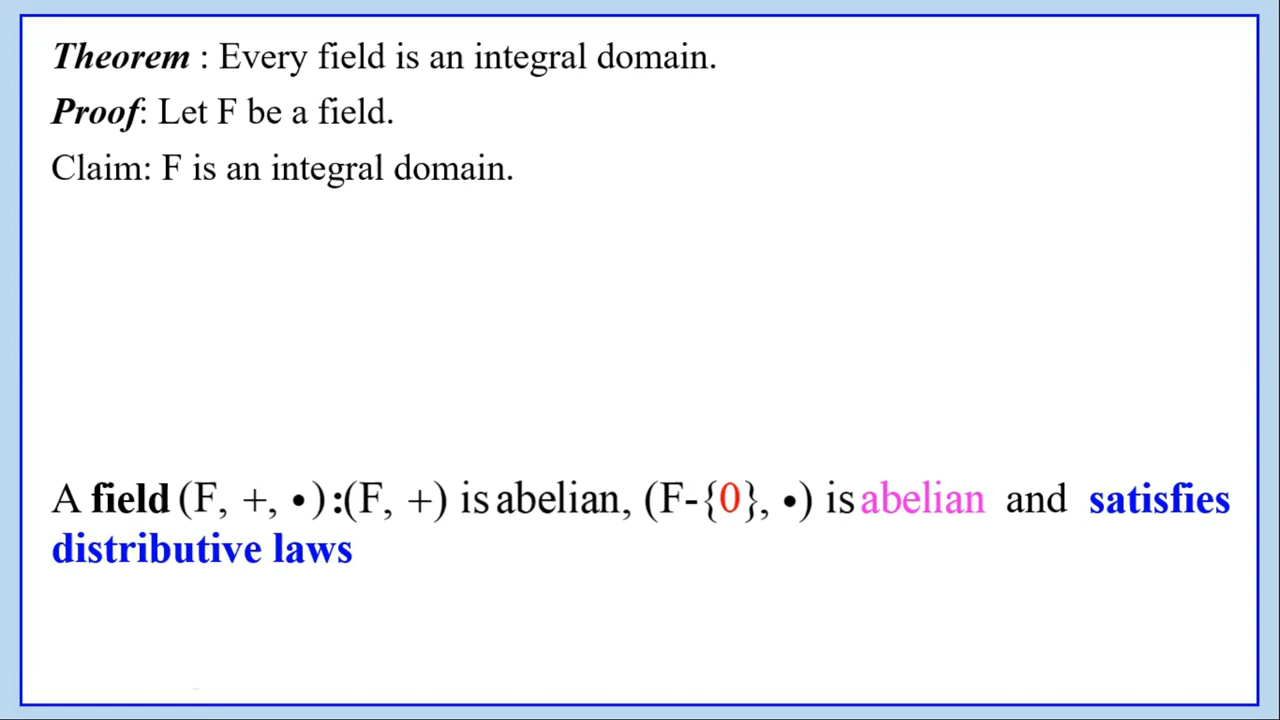 Theorem : Every field is an integral domain.
Proof: Let F be a field.
Claim: F is an integral domain.
A field (F, +, •):(F, +) is abelian, (F-{0}, •) is abelian and satisfies
distributive laws